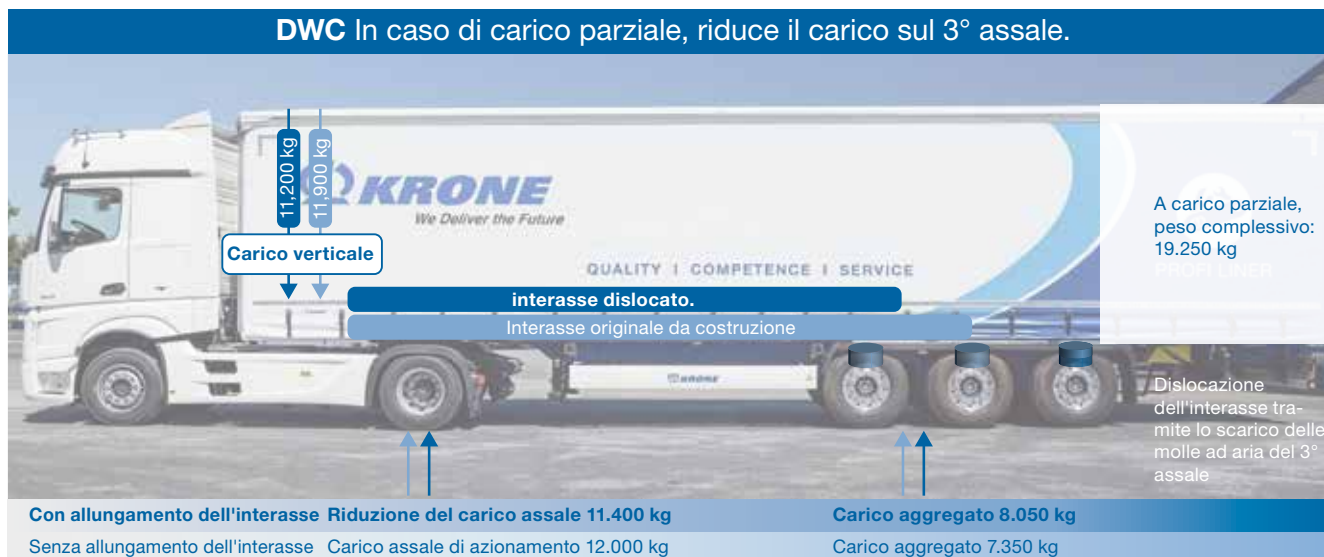 DWC In caso di carico parziale, riduce il carico sul 3° assale.
11,200 kg
11,900 kg
KRONE
We Deliver the Future
Carico verticale
QUALITY I COMPETENCE I SERVICE
A carico parziale,
peso complessivo:
19.250 kg
PROFI LINER
interasse dislocato.
Interasse originale da costruzione
KRONE
Dislocazione
dell'interasse tra-
mite lo scarico delle
molle ad aria del 3°
assale
Con allungamento dell'interasse Riduzione del carico assale 11.400 kg Carico aggregato 8.050 kg
Senza allungamento dell'interasse Carico assale di azionamento 12.000 kg Carico aggregato 7.350 kg